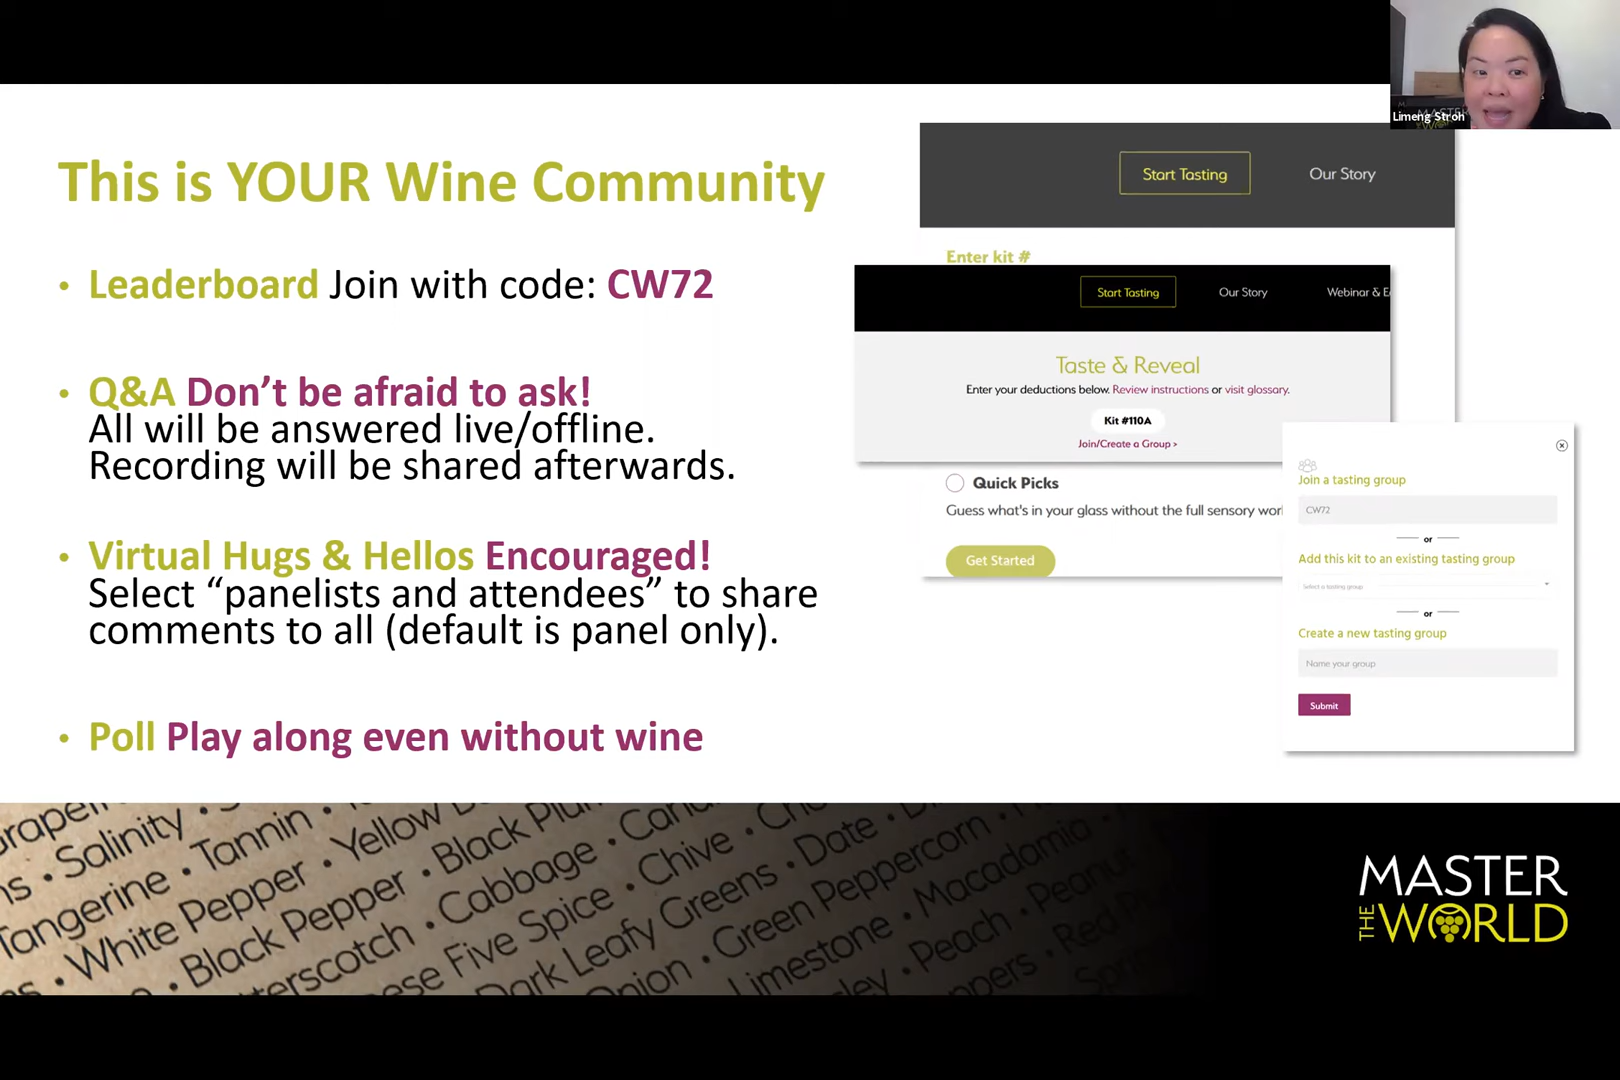 Limeng Stroh
This is YOUR Wine Community
• Leaderboard Join with code: CW72
• Q&A Don't be afraid to ask!
All will be answered live/offline.
Recording will be shared afterwards.
• Virtual Hugs & Hellos Encouraged!
Select “panelists and attendees” to share
comments to all (default is panel only).
• Poll Play along even without wine
Start Tasting Our Story
Enter kit #
Start Tasting Our Story Webinar &
Taste & Reveal
Enter your deductions below. Review instructions or visit glossary.
Kit #110A
Join/Create a Group >
Quick Picks
Guess what's in your glass without the full sensory
Get Started
Join a tasting group
CW72
or
Add this kit to an existing tasting group
Select a tasting group
or
Create a new tasting group
Name your group
Submit
• Salinity •
Tangerine • Tannin •
• White Pepper • Yellow
• Black Pepper • Black
• Cabbage •
Five Spice • Chive •
Dark Leafy Greens • Date •
• Green Peppercorn •
Limestone • Macadamia •
• Peach • Peanut
MASTER
THE WORLD